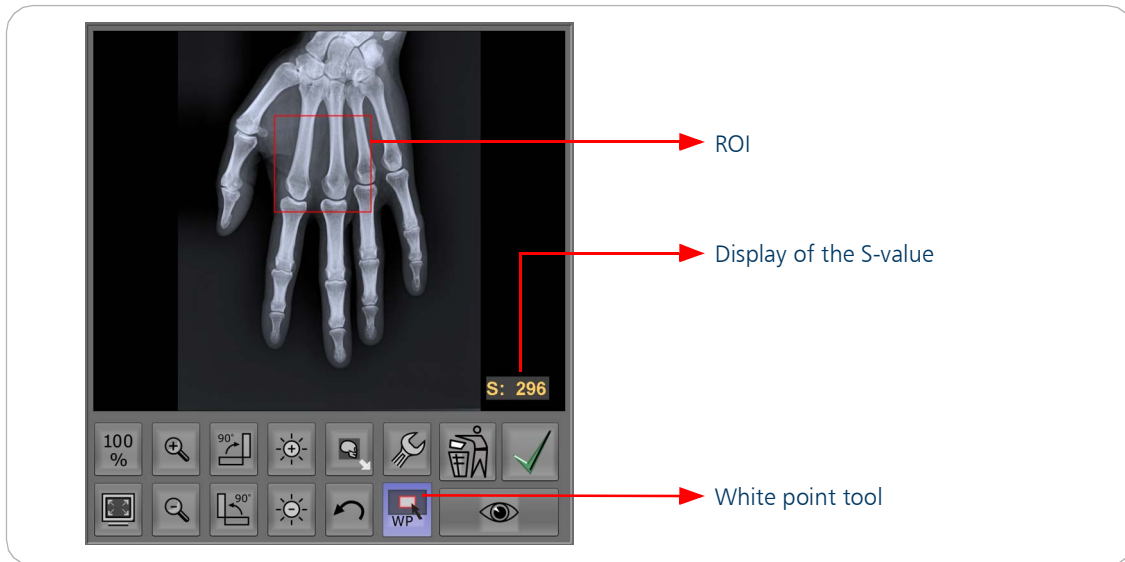 ROI
Display of the S-value
S: 296
100
%
90°
90°
WP
White point tool